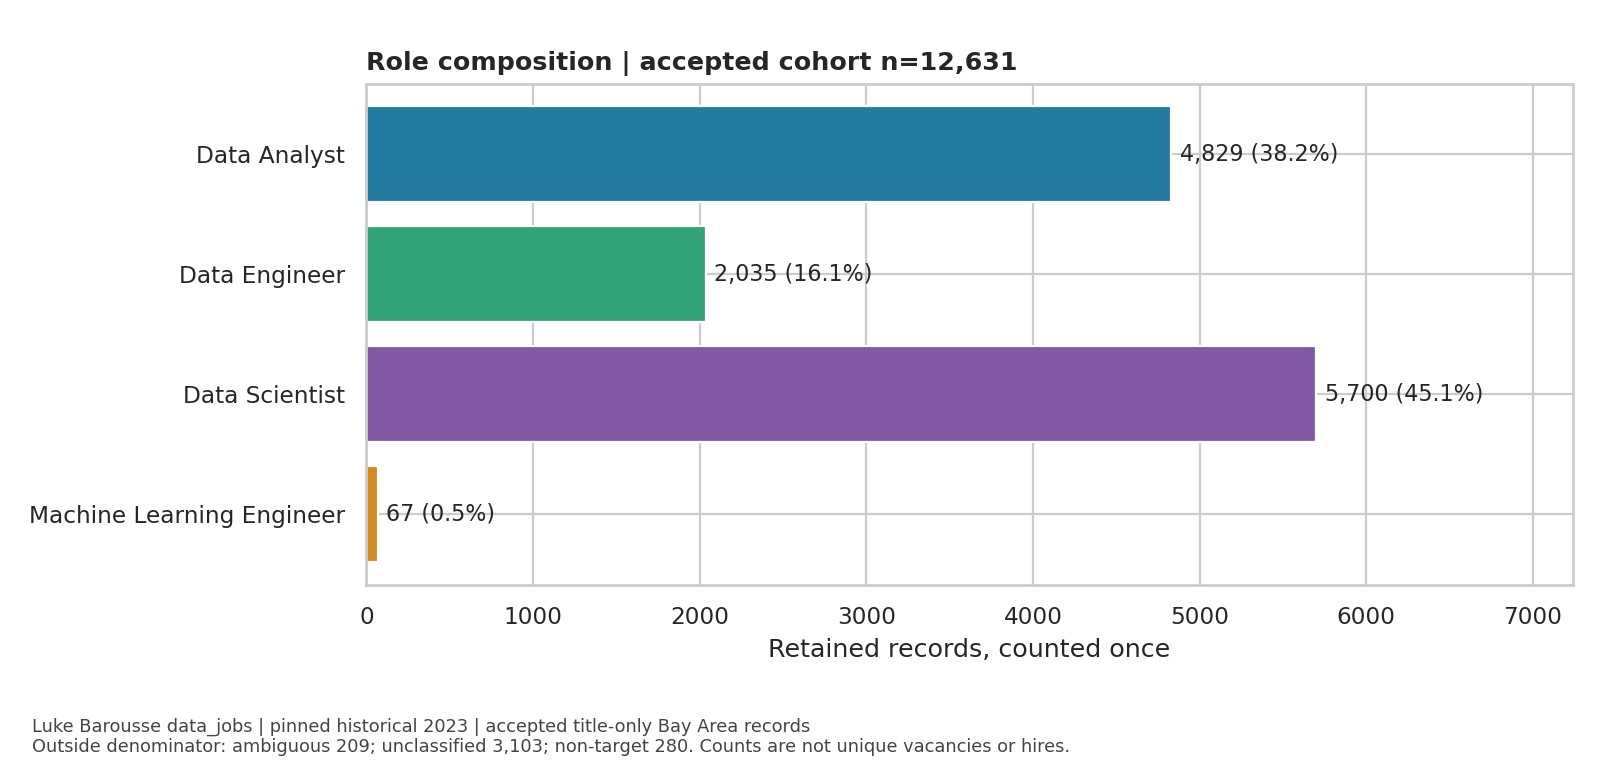 Role composition | accepted cohort n=12,631
Data Analyst 4,829 (38.2%)
Data Engineer 2,035 (16.1%)
Data Scientist 5,700 (45.1%)
Machine Learning Engineer 67 (0.5%)
0 1000 2000 3000 4000 5000 6000 7000
Retained records, counted once
Luke Barousse data_jobs | pinned historical 2023 | accepted title-only Bay Area records
Outside denominator: ambiguous 209; unclassified 3,103; non-target 280. Counts are not unique vacancies or hires.